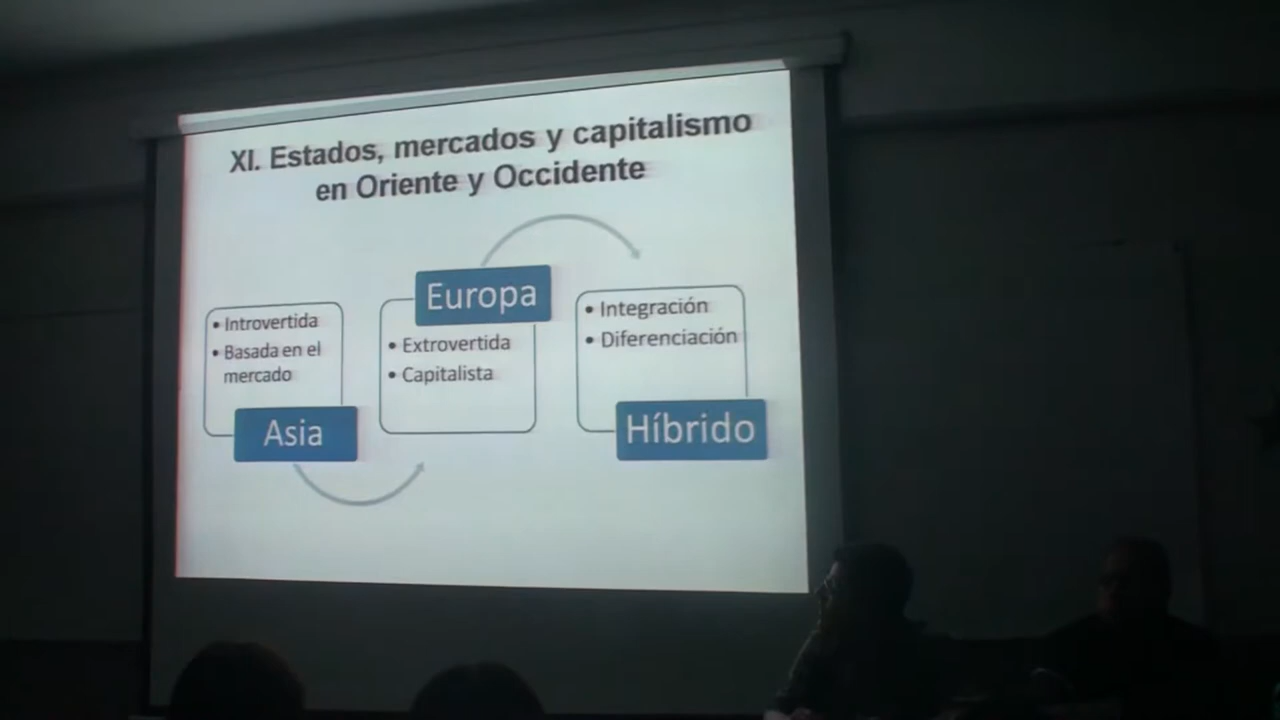 XI. Estados, mercados y capitalismo
en Oriente y Occidente
• Introvertida
• Basada en el
mercado
Asia
Europa
• Extrovertida
• Capitalista
• Integración
• Diferenciación
Híbrido